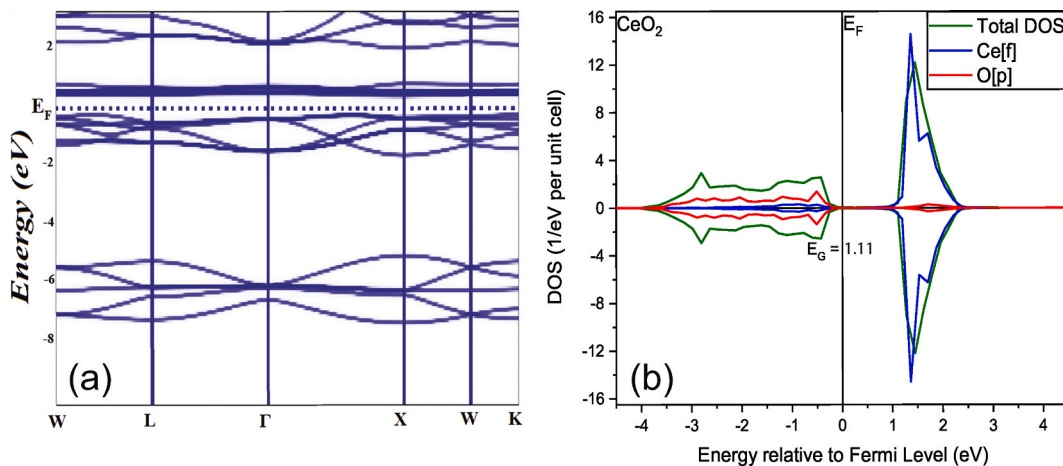 2
E_F
-2
-4
-6
-8
Energy (eV)
(a)
W L Γ X W K
CeO₂
E_F
Total DOS
Ce[f]
O[p]
16
12
8
4
0
4
-8
-12
-16
DOS (1/eV per unit cell)
E_G = 1.11
(b)
-4 -3 -2 -1 0 1 2 3 4
Energy relative to Fermi Level (eV)